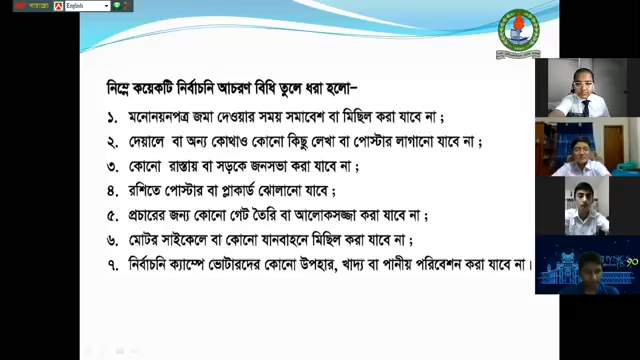 English
নিম্নে কয়েকটি নির্বাচনি আচরণ বিধি তুলে ধরা হলো-
১. মনোনয়নপত্র জমা দেওয়ার সময় সমাবেশ বা মিছিল করা যাবে না ;
২. দেয়ালে বা অন্য কোথাও কোনো কিছু লেখা বা পোস্টার লাগানো যাবে না ;
৩. কোনো রাস্তায় বা সড়কে জনসভা করা যাবে না ;
৪. রশিতে পোস্টার বা প্লাকার্ড ঝোলানো যাবে ;
৫. প্রচারের জন্য কোনো গেট তৈরি বা আলোকসজ্জা করা যাবে না ;
৬. মোটর সাইকেলে বা কোনো যানবাহনে মিছিল করা যাবে না ;
৭. নির্বাচনি ক্যাম্পে ভোটারদের কোনো উপহার, খাদ্য বা পানীয় পরিবেশন করা যাবে না।